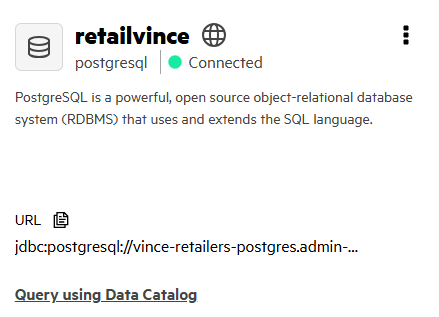 retailvince
postgresql Connected
PostgreSQL is a powerful, open source object-relational database
system (RDBMS) that uses and extends the SQL language.
URL
jdbc:postgresql://vince-retailers-postgres.admin-...
Query using Data Catalog